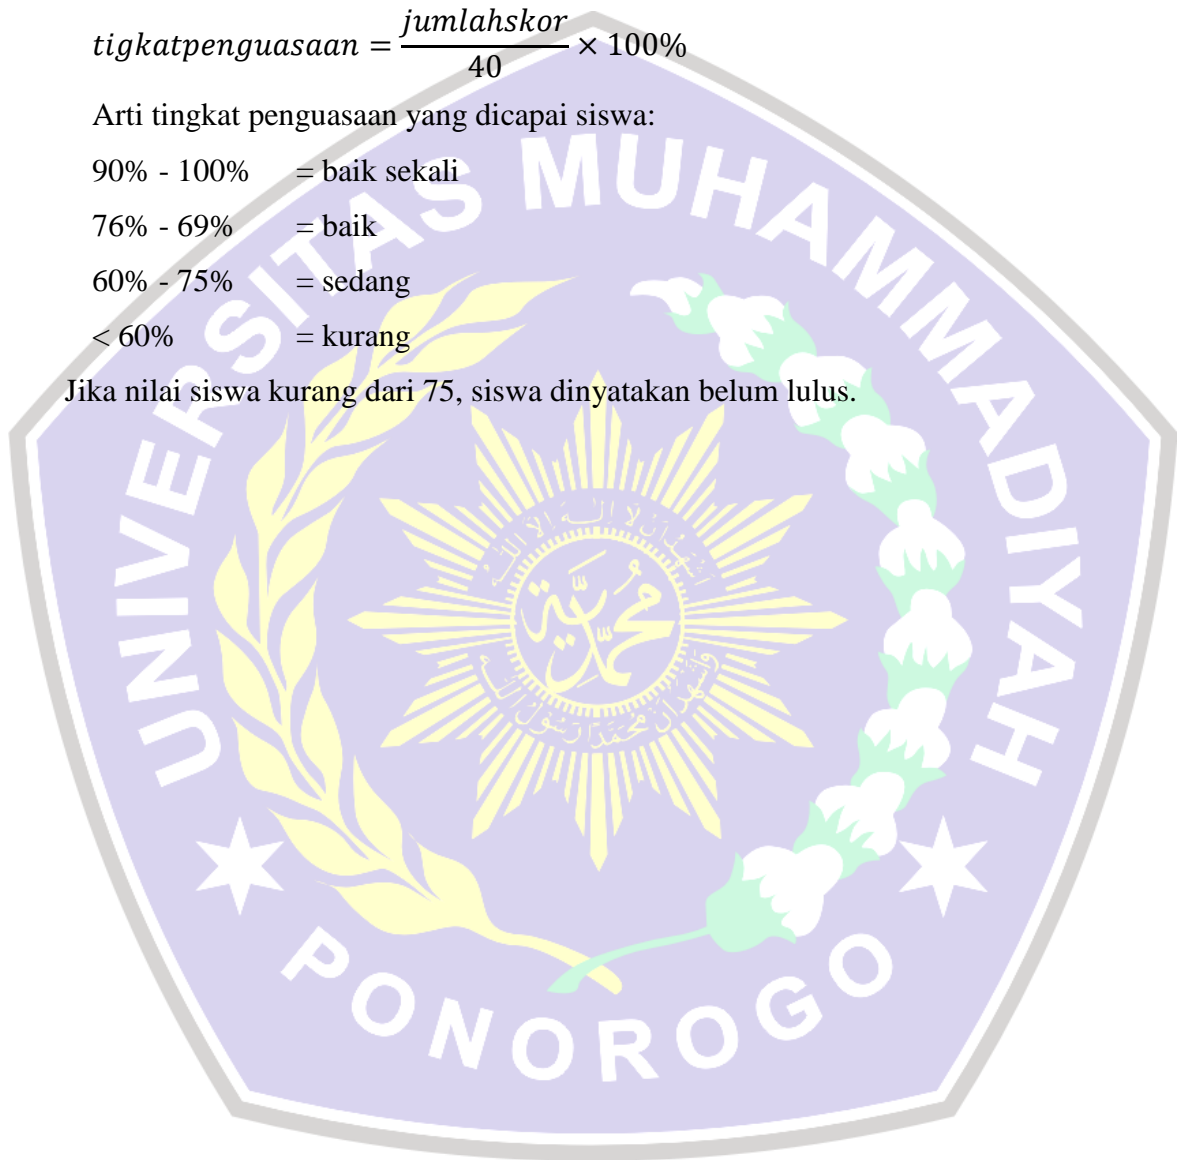 tigkatpenguasaan = jumlahskor / 40 × 100%
Arti tingkat penguasaan yang dicapai siswa:
90% - 100% = baik sekali
76% - 69% = baik
60% - 75% = sedang
< 60% = kurang
Jika nilai siswa kurang dari 75, siswa dinyatakan belum lulus.
UNIVERSITAS MUHAMMADIYAH
PONOROGO
محمدية